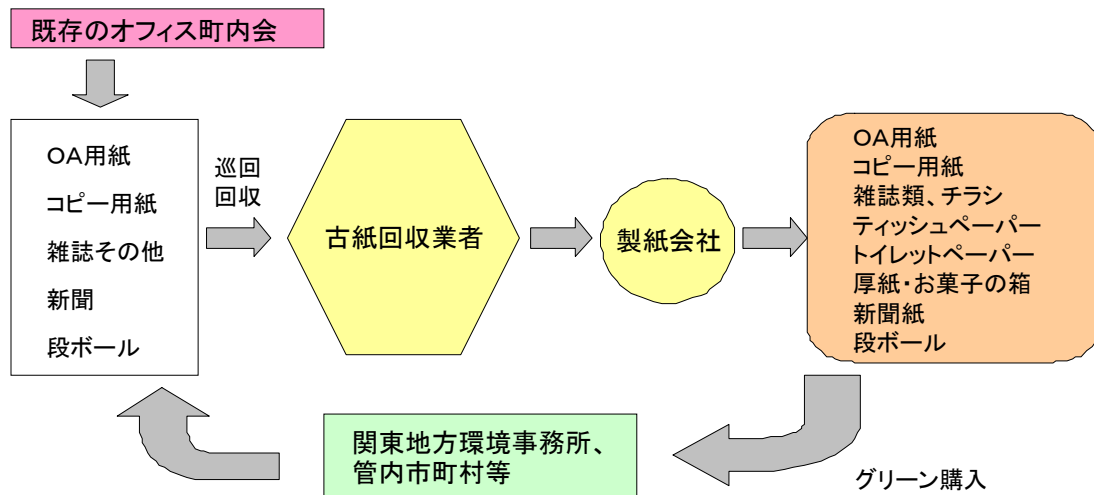 既存のオフィス町内会
OA用紙
コピー用紙
雑誌その他
新聞
段ボール
巡回
回収
古紙回収業者
製紙会社
OA用紙
コピー用紙
雑誌類、チラシ
ティッシュペーパー
トイレットペーパー
厚紙・お菓子の箱
新聞紙
段ボール
関東地方環境事務所、
管内市町村等
グリーン購入